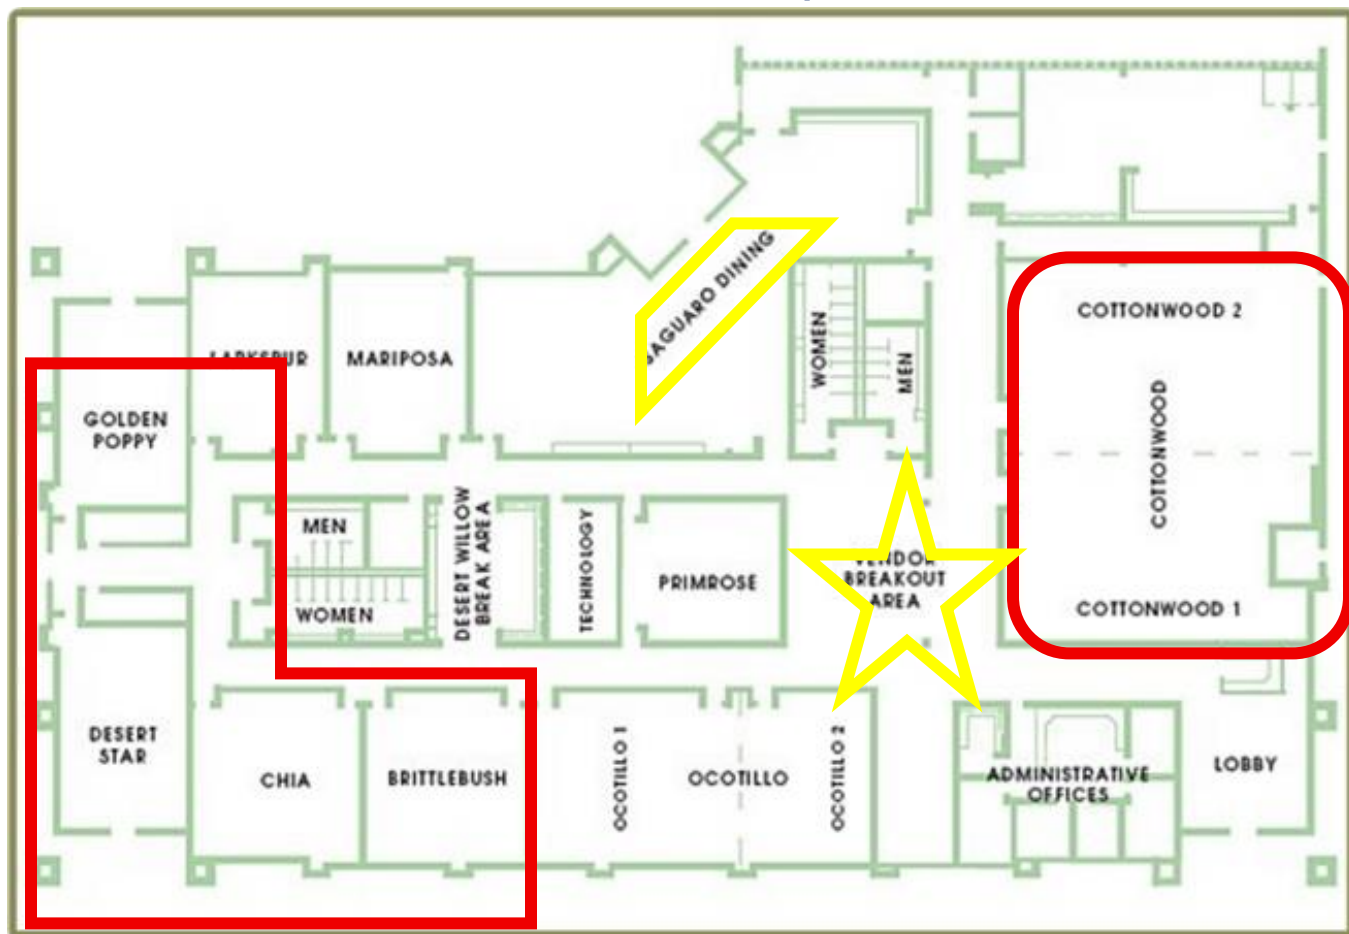 COTTONWOOD 2
SAGUARO DINING
WOMEN
MEN
LARKSPUR
MARIPOSA
COTTONWOOD
GOLDEN
POPPY
MEN
WOMEN
DESERT WILLOW
BREAK AREA
TECHNOLOGY
PRIMROSE
VENDOR
BREAKOUT
AREA
COTTONWOOD 1
DESERT
STAR
CHIA
BRITTLEBUSH
OCOTILLO 1
OCOTILLO
OCOTILLO 2
ADMINISTRATIVE
OFFICES
LOBBY